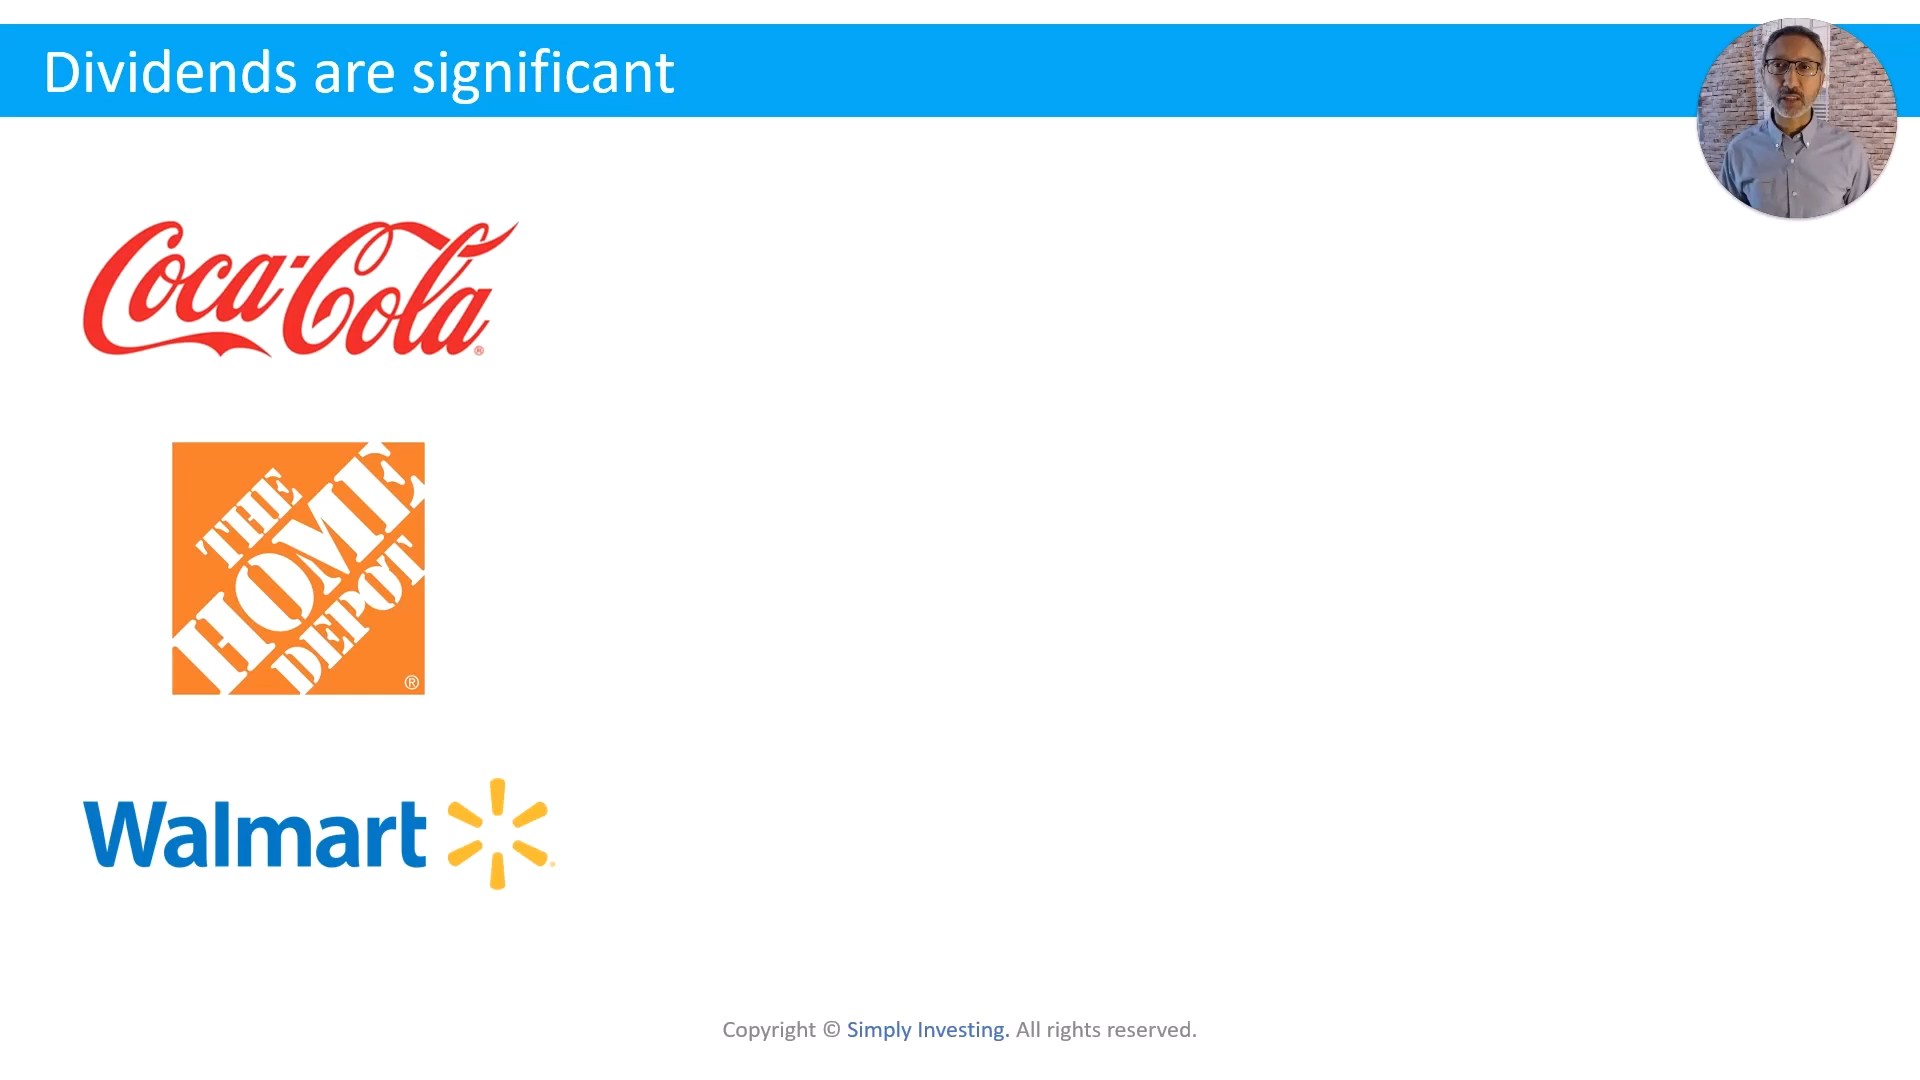 Dividends are significant
Coca-Cola
®
THE
HOME
DEPOT
®
Walmart
Copyright © Simply Investing. All rights reserved.